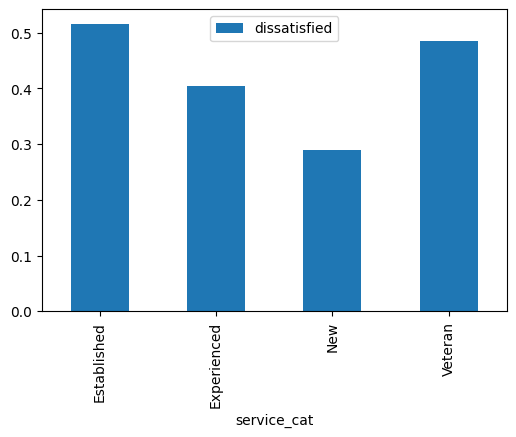 dissatisfied
0.5
0.4
0.3
0.2
0.1
0.0
Established
Experienced
New
Veteran
service_cat